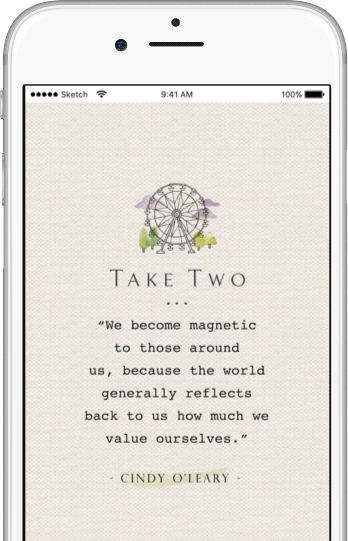 Sketch 9:41 AM 100%
TAKE TWO
...
“We become magnetic
to those around
us, because the world
generally reflects
back to us how much we
value ourselves.”
- CINDY O'LEARY -